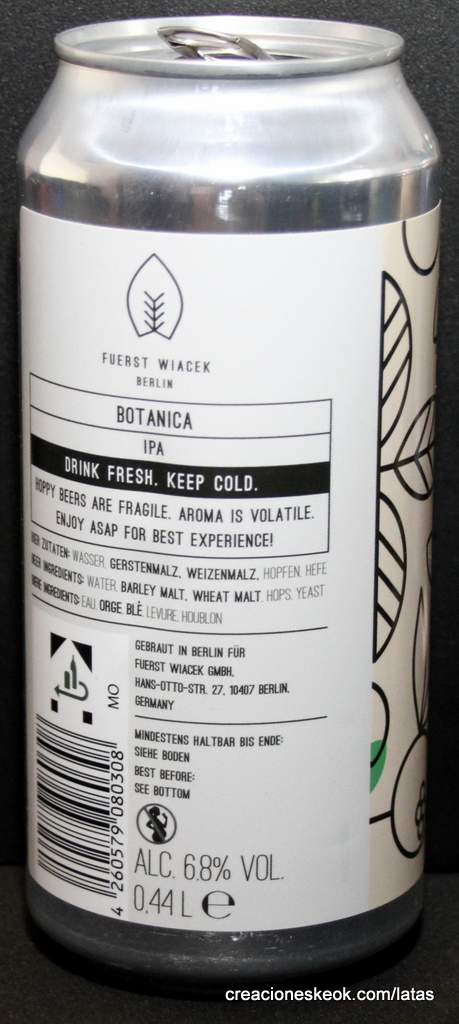 FUERST WIACEK
BERLIN
BOTANICA
IPA
DRINK FRESH. KEEP COLD.
HOPPY BEERS ARE FRAGILE. AROMA IS VOLATILE.
ENJOY ASAP FOR BEST EXPERIENCE!
ZUTATEN: WASSER, GERSTENMALZ, WEIZENMALZ, HOPFEN, HEFE
BEER INGREDIENTS: WATER, BARLEY MALT, WHEAT MALT, HOPS, YEAST
INGREDIENTS: EAU, ORGE, BLÉ, LEVURE, HOUBLON
GEBRAUT IN BERLIN FÜR
FUERST WIACEK GMBH,
HANS-OTTO-STR. 27, 10407 BERLIN,
GERMANY
MO
MINDESTENS HALTBAR BIS ENDE:
SIEHE BODEN
BEST BEFORE:
SEE BOTTOM
4 260579 080308
ALC. 6.8% VOL.
0,44 L e
creacioneskeok.com/latas